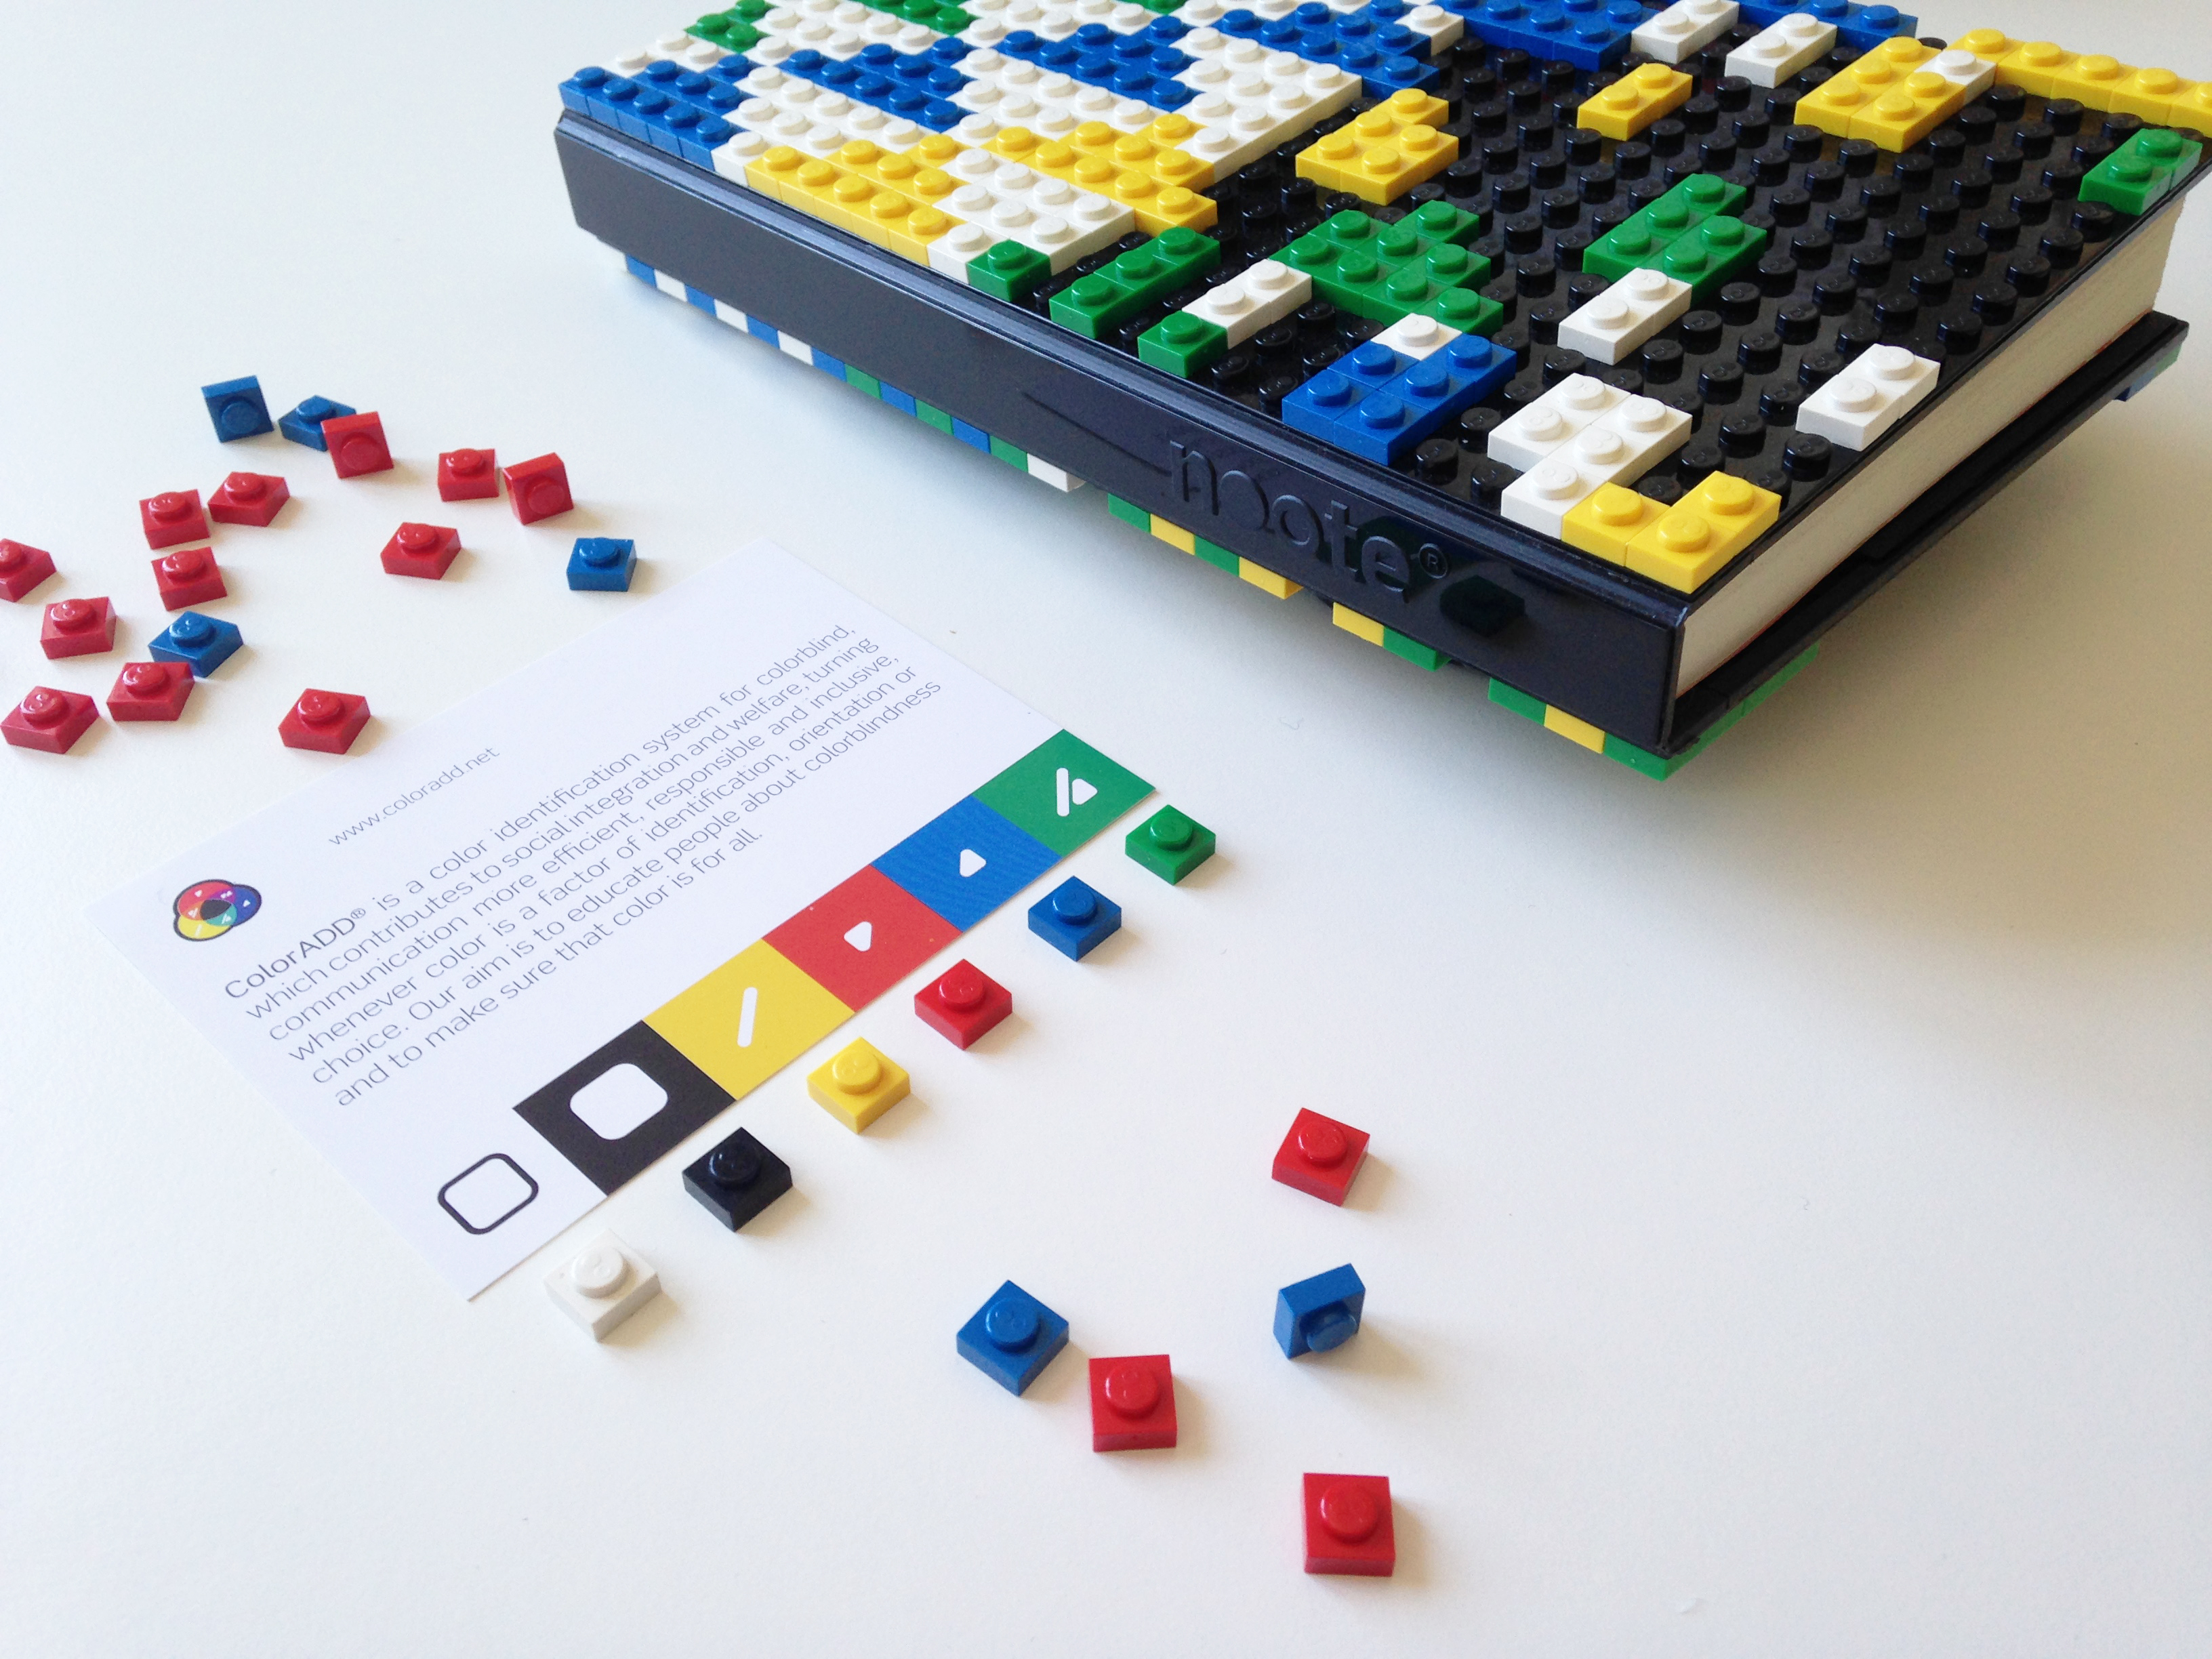 mate®
www.coloradd.net
ColorADD® is a color identification system for colorblind,
which contributes to social integration and welfare, turning
communication more efficient, responsible and inclusive,
whenever color is a factor of identification, orientation or
choice. Our aim is to educate people about colorblindness
and to make sure that color is for all.